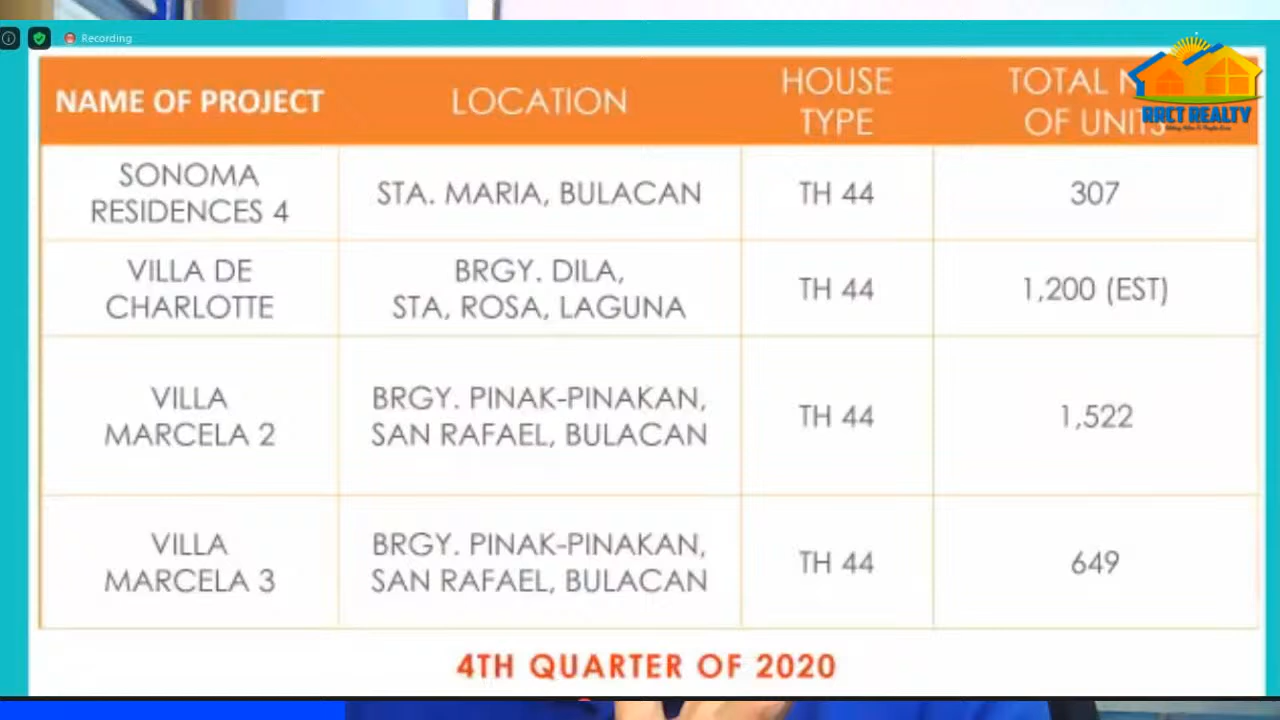 Recording
NAME OF PROJECT
LOCATION
HOUSE
TYPE
TOTAL
OF UNITS
RRCT REALTY
SONOMA
RESIDENCES 4
STA. MARIA, BULACAN
TH 44
307
VILLA DE
CHARLOTTE
BRGY. DILA,
STA, ROSA, LAGUNA
TH 44
1,200 (EST)
VILLA
MARCELA 2
BRGY. PINAK-PINAKAN,
SAN RAFAEL, BULACAN
TH 44
1,522
VILLA
MARCELA 3
BRGY. PINAK-PINAKAN,
SAN RAFAEL, BULACAN
TH 44
649
4TH QUARTER OF 2020